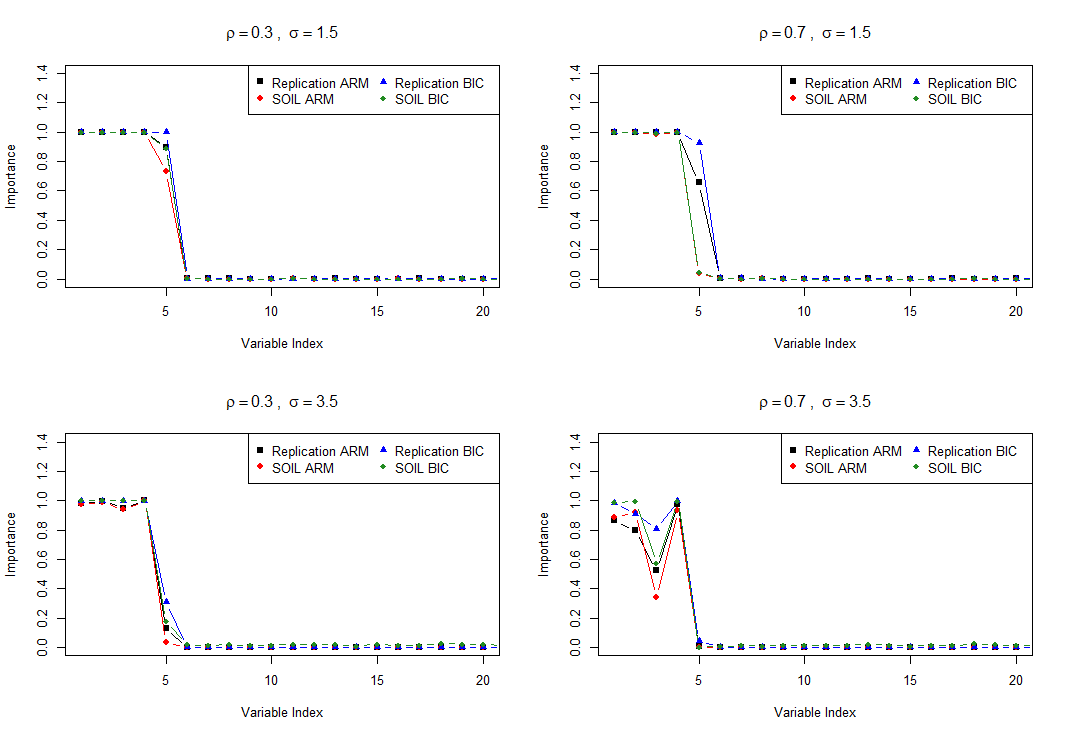 ρ = 0.3 , σ = 1.5
Replication ARM Replication BIC
SOIL ARM SOIL BIC
Importance
0.0 0.2 0.4 0.6 0.8 1.0 1.2 1.4
5 10 15 20
Variable Index
ρ = 0.7 , σ = 1.5
Replication ARM Replication BIC
SOIL ARM SOIL BIC
Importance
0.0 0.2 0.4 0.6 0.8 1.0 1.2 1.4
5 10 15 20
Variable Index
ρ = 0.3 , σ = 3.5
Replication ARM Replication BIC
SOIL ARM SOIL BIC
Importance
0.0 0.2 0.4 0.6 0.8 1.0 1.2 1.4
5 10 15 20
Variable Index
ρ = 0.7 , σ = 3.5
Replication ARM Replication BIC
SOIL ARM SOIL BIC
Importance
0.0 0.2 0.4 0.6 0.8 1.0 1.2 1.4
5 10 15 20
Variable Index